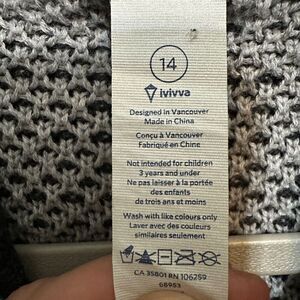 14
ivivva
Designed in Vancouver
Made in China
Conçu à Vancouver
Fabriqué en Chine
Not intended for children
3 years and under
Ne pas laisser à la portée
des enfants
de trois ans et moins
Wash with like colours only
Laver avec des couleurs
similaires seulement
CA 35801 RN 106259
68953